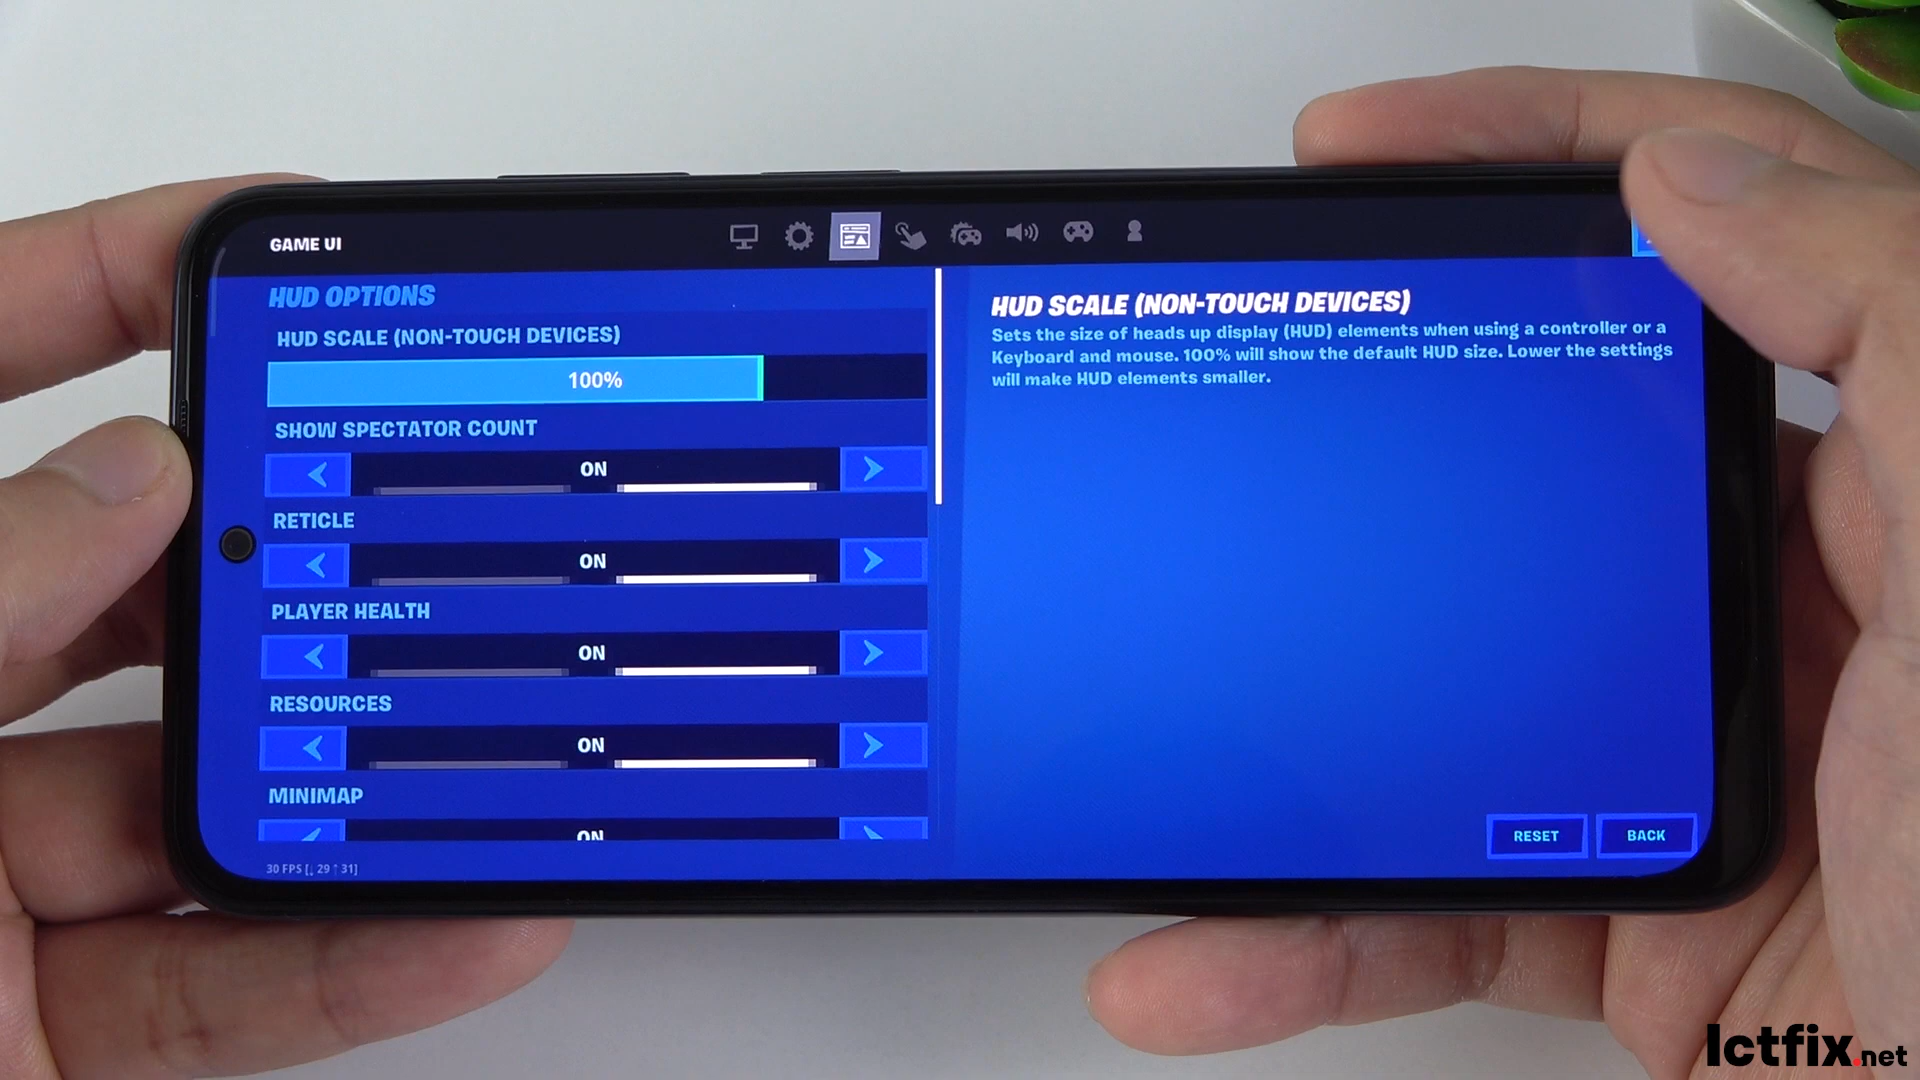 GAME UI
HUD OPTIONS
HUD SCALE (NON-TOUCH DEVICES)
100%
SHOW SPECTATOR COUNT
ON
RETICLE
ON
PLAYER HEALTH
ON
RESOURCES
ON
MINIMAP
ON
30 FPS [↓ 29 ↑ 31]
HUD SCALE (NON-TOUCH DEVICES)
Sets the size of heads up display (HUD) elements when using a controller or a
Keyboard and mouse. 100% will show the default HUD size. Lower the settings
will make HUD elements smaller.
RESET
BACK
Ictfix.net